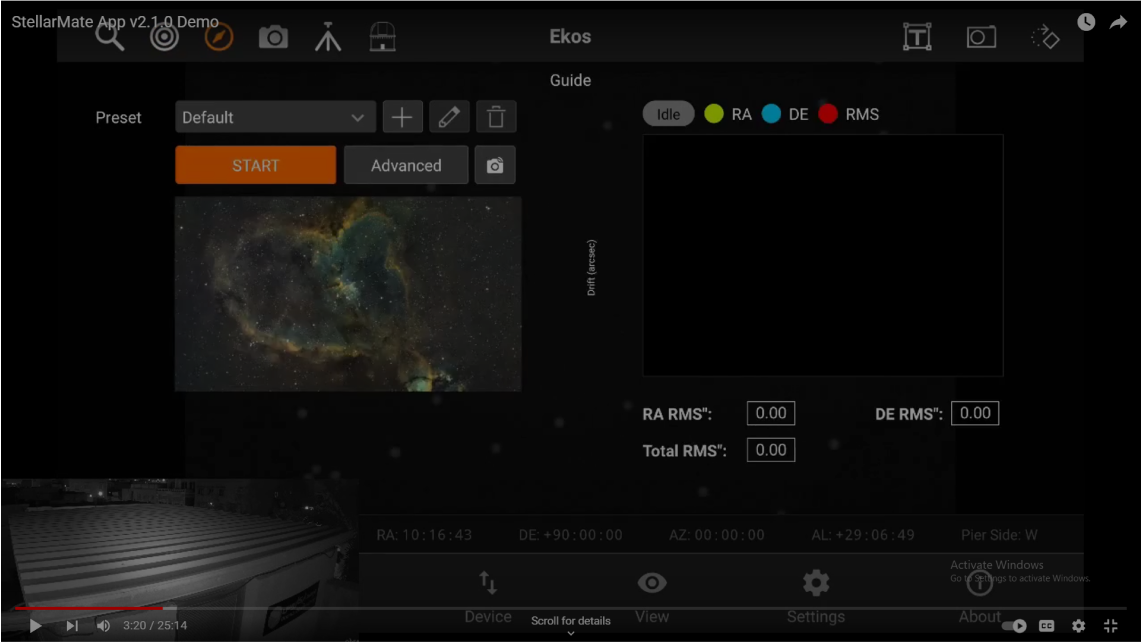 StellarMate App v2.1.0 Demo
Ekos
Guide
Preset
Default
START
Advanced
Idle
RA
DE
RMS
Drift (arcsec)
RA RMS": 0.00
DE RMS": 0.00
Total RMS": 0.00
RA: 10:16:43
DE: +90:00:00
AZ: 00:00:00
AL: +29:06:49
Pier Side: W
Activate Windows
Go to Settings to activate Windows.
Device
View
Settings
About
Scroll for details
3:20 / 25:14
CC